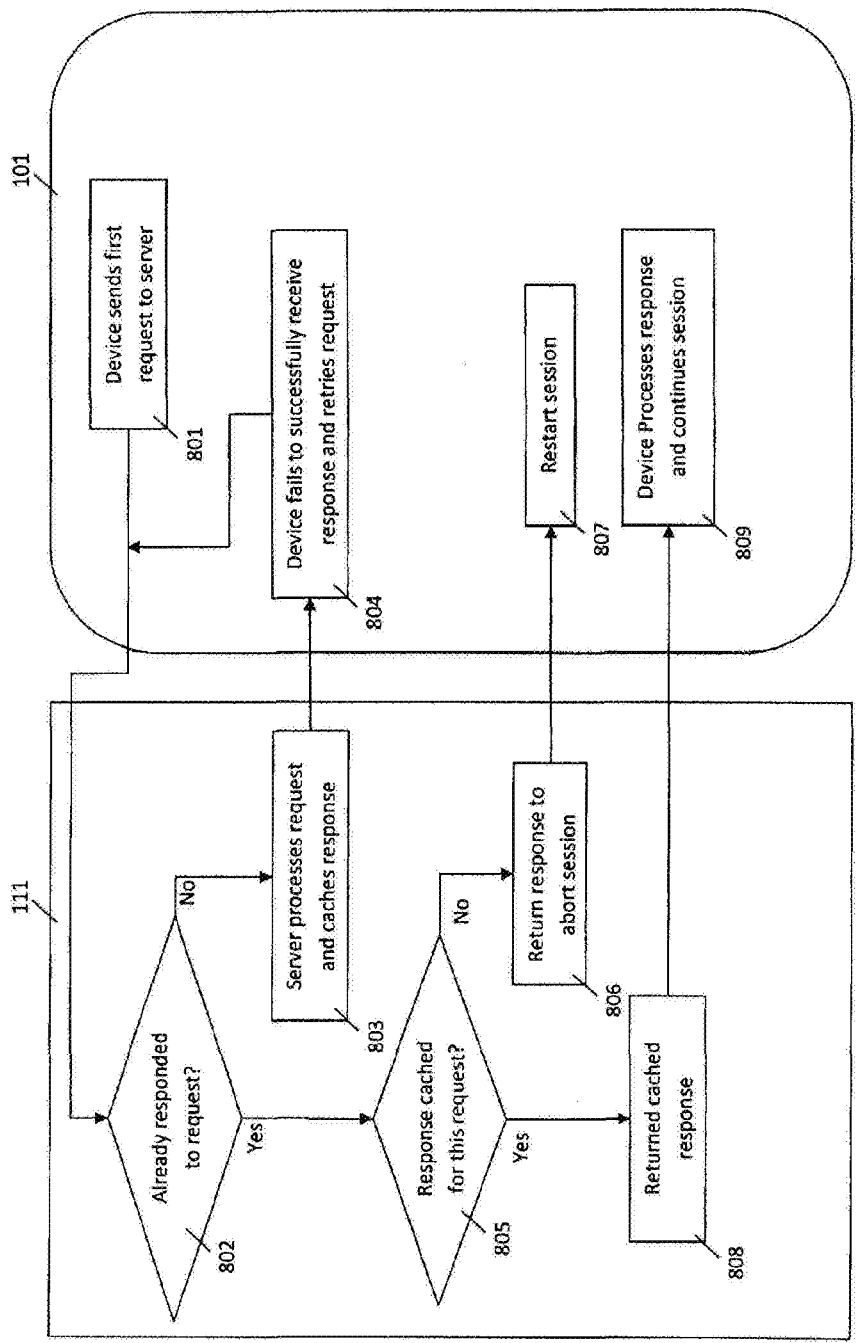 111
101
Device sends first
request to server
801
Already responded
to request?
802
No
Yes
Server processes request
and caches response
803
Device fails to successfully receive
response and retries request
804
Response cached
for this request?
805
No
Yes
Return response to
abort session
806
Restart session
807
Returned cached
response
808
Device Processes response
and continues session
809